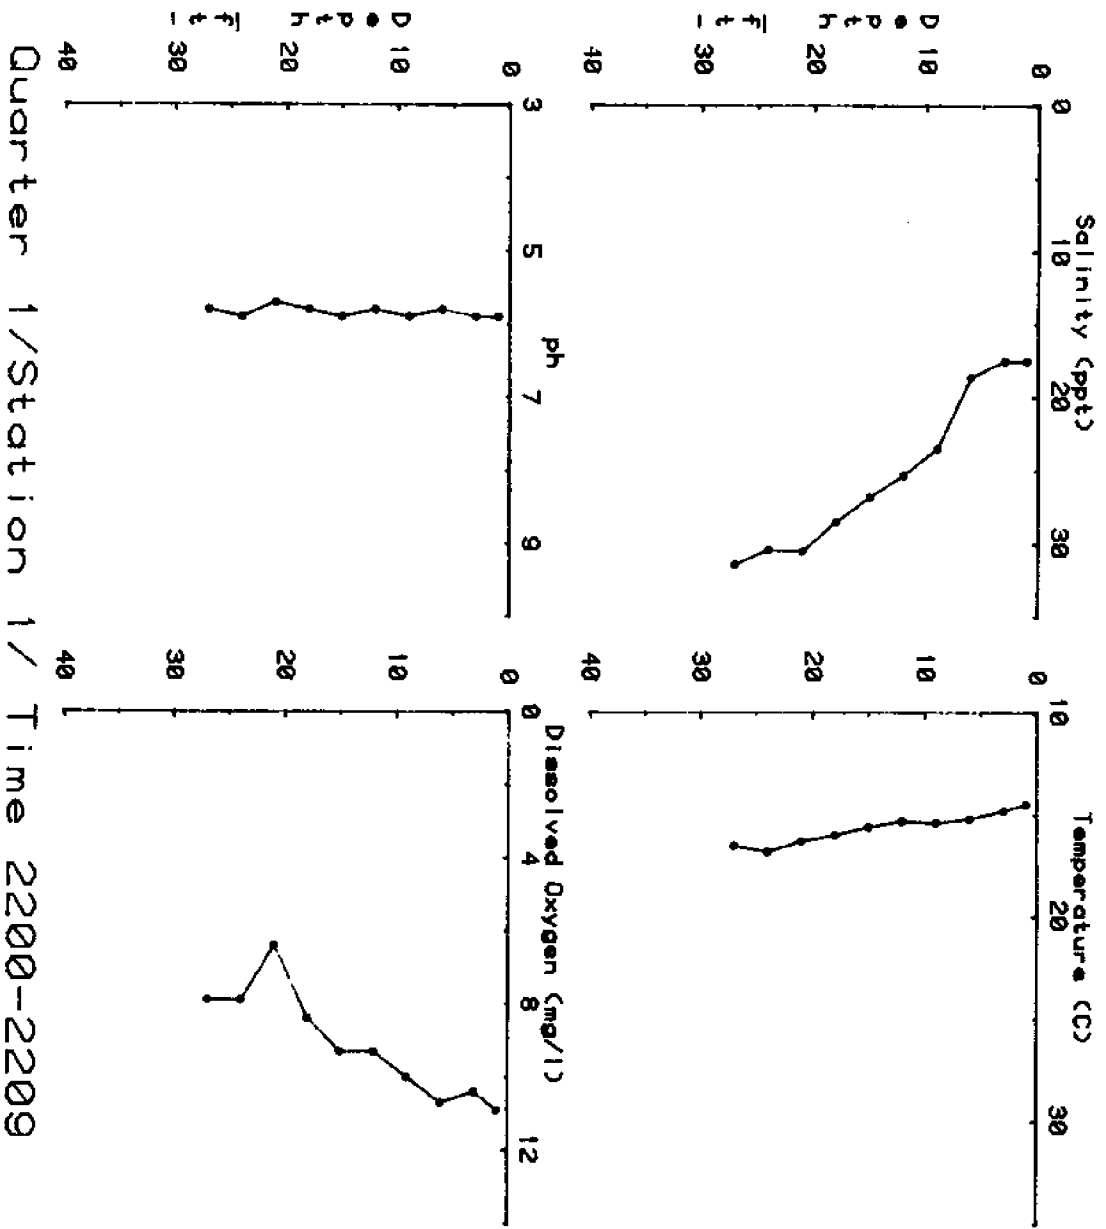 Salinity (ppt)
0 10 20 30
Depth
-ft-
0
10
20
30
40
Temperature (C)
10 20 30
0
10
20
30
40
ph
3 5 7 9
Depth
-ft-
0
10
20
30
40
Dissolved Oxygen (mg/l)
0 4 8 12
0
10
20
30
40
Quarter 1/Station 1/ Time 2200-2209